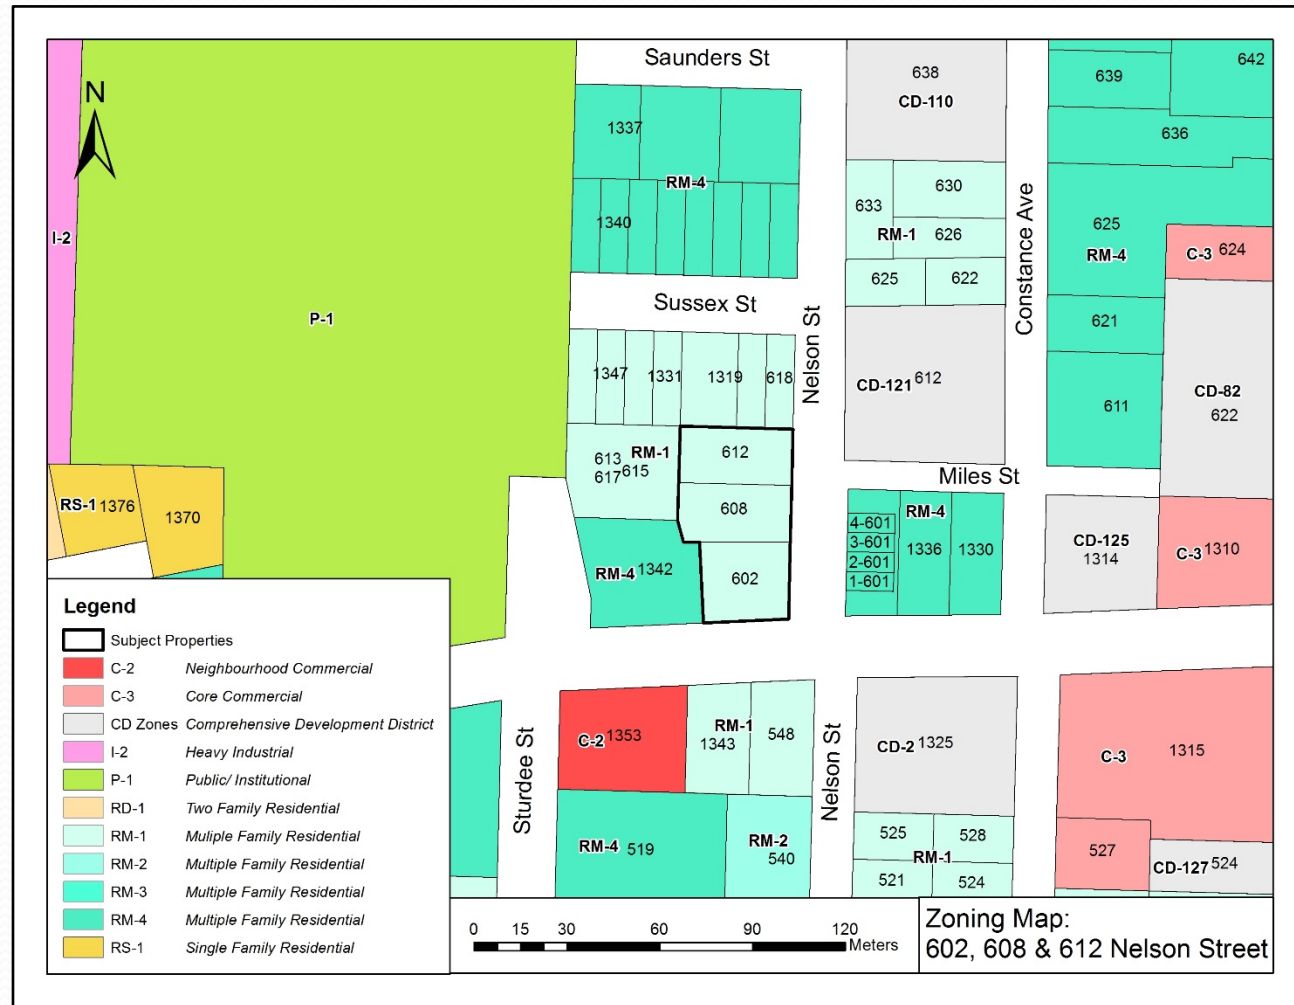 Saunders St
N
638
CD-110
639
642
1337
636
RM-4
630
633
1340
RM-1
626
625
RM-4
C-3 624
I-2
625
622
Sussex St
Nelson St
Constance Ave
P-1
621
1347
1331
1319
618
CD-121 612
611
CD-82
622
RM-1
613
617 615
612
Miles St
RS-1 1376
1370
608
4-601
3-601
2-601
1-601
RM-4
1336
1330
CD-125
1314
C-3 1310
RM-4 1342
602
Legend
Subject Properties
C-2 Neighbourhood Commercial
C-3 Core Commercial
CD Zones Comprehensive Development District
I-2 Heavy Industrial
P-1 Public/ Institutional
RD-1 Two Family Residential
RM-1 Muliple Family Residential
RM-2 Multiple Family Residential
RM-3 Multiple Family Residential
RM-4 Multiple Family Residential
RS-1 Single Family Residential
Sturdee St
C-2 1353
RM-1
1343
548
Nelson St
CD-2 1325
C-3
1315
RM-4 519
RM-2
540
525
528
RM-1
521
524
527
CD-127 524
0 15 30 60 90 120
Meters
Zoning Map:
602, 608 & 612 Nelson Street